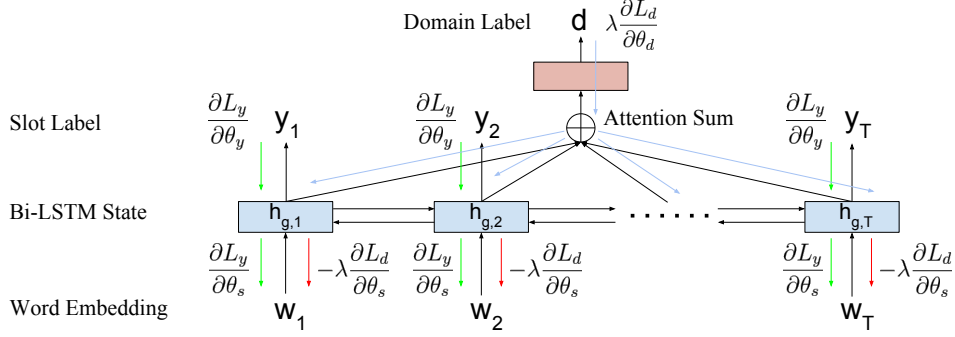 Domain Label d λ ∂L_d/∂θ_d
Slot Label ∂L_y/∂θ_y y_1 ∂L_y/∂θ_y y_2 Attention Sum ∂L_y/∂θ_y y_T
Bi-LSTM State h_g,1 h_g,2 ...... h_g,T
∂L_y/∂θ_s −λ ∂L_d/∂θ_s ∂L_y/∂θ_s −λ ∂L_d/∂θ_s ∂L_y/∂θ_s −λ ∂L_d/∂θ_s
Word Embedding w_1 w_2 w_T